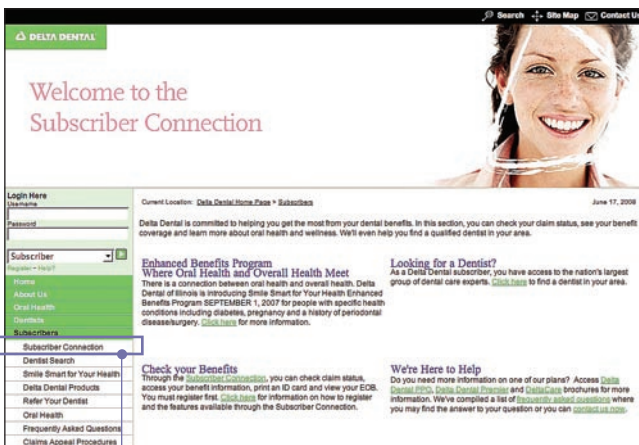 Search Site Map Contact Us
DELTA DENTAL
Welcome to the
Subscriber Connection
Login Here
Username
Password
Subscriber
Register – Help?
Home
About Us
Oral Health
Dentists
Subscribers
Subscriber Connection
Dentist Search
Smile Smart for Your Health
Delta Dental Products
Refer Your Dentist
Oral Health
Frequently Asked Questions
Claims Appeal Procedures
Current Location: Delta Dental Home Page > Subscribers
June 17, 2008
Delta Dental is committed to helping you get the most from your dental benefits. In this section, you can check your claim status, see your benefit
coverage and learn more about oral health and wellness. We'll even help you find a qualified dentist in your area.
Enhanced Benefits Program
Where Oral Health and Overall Health Meet
There is a connection between oral health and overall health. Delta
Dental of Illinois is introducing Smile Smart for Your Health Enhanced
Benefits Program SEPTEMBER 1, 2007 for people with specific health
conditions including diabetes, pregnancy and a history of periodontal
disease/surgery. Click here for more information.
Looking for a Dentist?
As a Delta Dental subscriber, you have access to the nation's largest
group of dental care experts. Click here to find a dentist in your area.
Check your Benefits
Through the Subscriber Connection, you can check claim status,
access your benefit information, print an ID card and view your EOB.
You must register first. Click here for information on how to register
and the features available through the Subscriber Connection.
We're Here to Help
Do you need more information on one of our plans? Access Delta
Dental PPO, Delta Dental Premier and DeltaCare brochures for more
information. We've compiled a list of frequently asked questions where
you may find the answer to your question or you can contact us now.